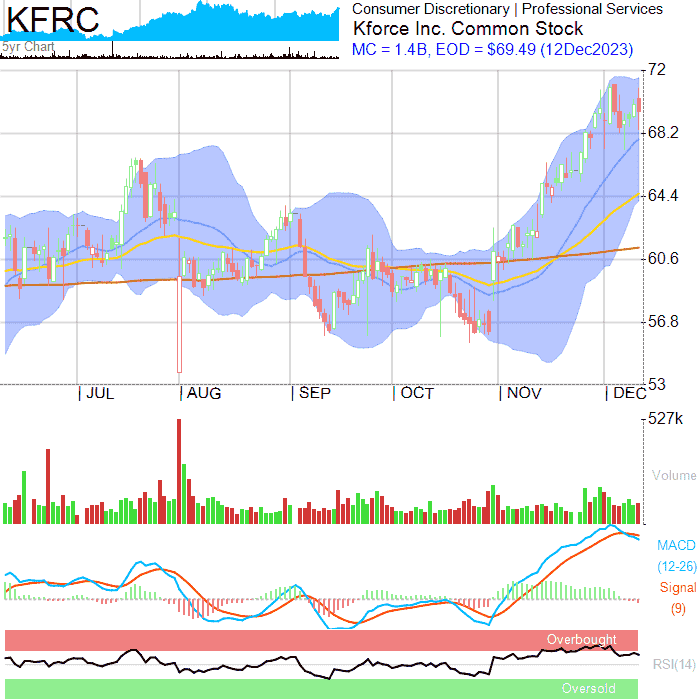 KFRC
5yr Chart
Consumer Discretionary | Professional Services
Kforce Inc. Common Stock
MC = 1.4B, EOD = $69.49 (12Dec2023)
72
68.2
64.4
60.6
56.8
53
JUL
AUG
SEP
OCT
NOV
DEC
527k
Volume
MACD
(12-26)
Signal
(9)
Overbought
RSI(14)
Oversold